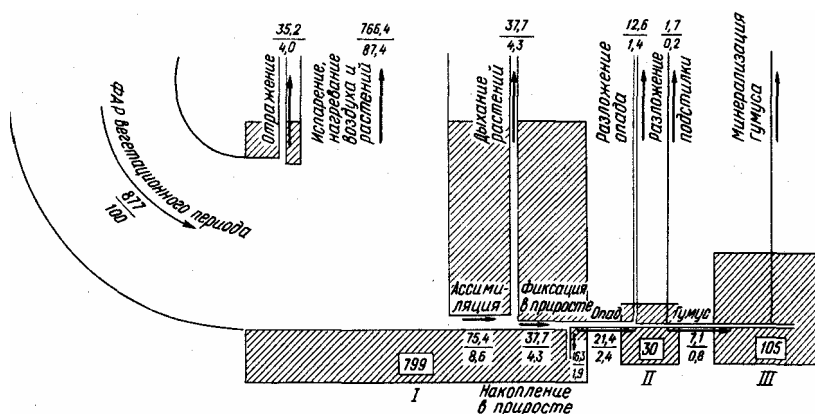 35,2
4,0
766,4
87,4
37,7
4,3
12,6
1,4
1,7
0,2
Отражение
Испарение,
нагревание
воздуха и
растений
Дыхание
растений
Разложение
опада
Разложение
подстилки
Минерализация
гумуса
ФАР вегетационного периода
877
100
Ассими-
ляция
Фиксация
в приросте
Опад
Гумус
75,4
8,6
37,7
4,3
16,3
1,9
21,4
2,4
30
7,1
0,8
105
799
I
II
III
Накопление
в приросте